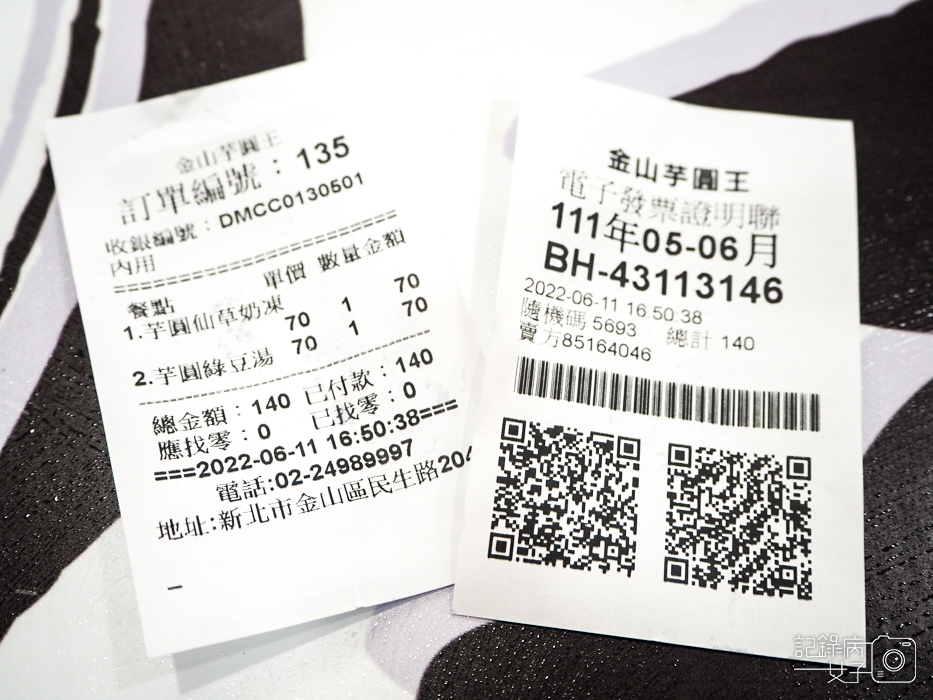 金山芋圓王
訂單編號：135
收銀編號：DMCC0130501
內用
==============================
餐點 單價 數量 金額
1.芋圓仙草奶凍 70 1 70
2.芋圓綠豆湯 70 1 70
------------------------------
總金額：140 已付款：140
應找零：0 已找零：0
===2022-06-11 16:50:38===
電話:02-24989997
地址:新北市金山區民生路204
金山芋圓王
電子發票證明聯
111年05-06月
BH-43113146
2022-06-11 16:50:38
隨機碼 5693 總計 140
賣方85164046
記錄病
女子